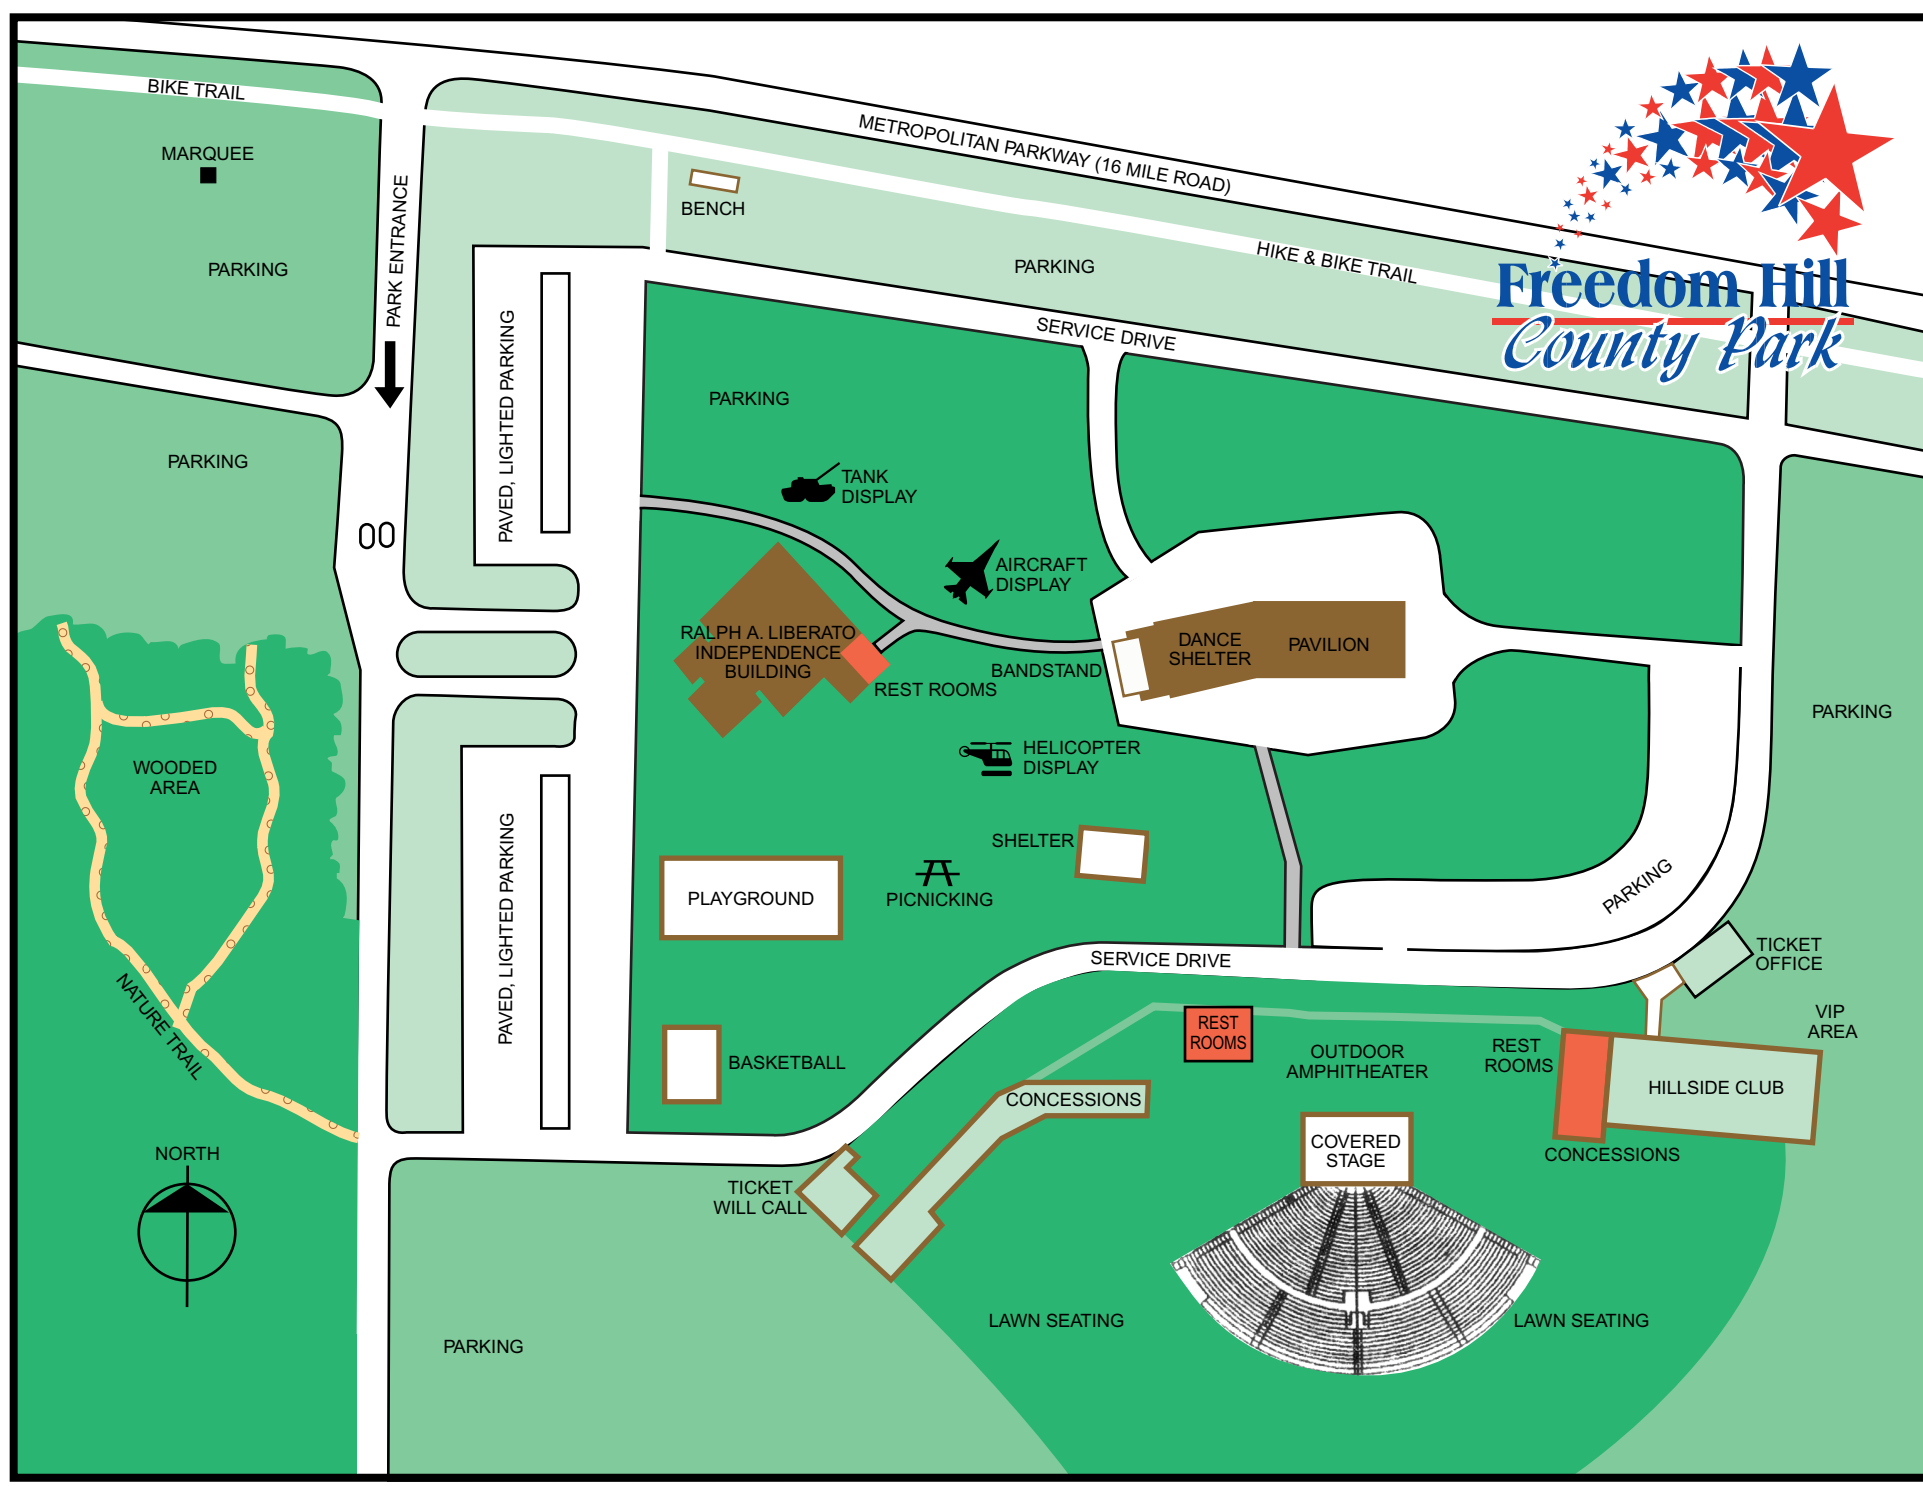 BIKE TRAIL
MARQUEE
PARKING
PARK ENTRANCE
BENCH
METROPOLITAN PARKWAY (16 MILE ROAD)
PARKING
HIKE & BIKE TRAIL
Freedom Hill
County Park
SERVICE DRIVE
PARKING
PAVED, LIGHTED PARKING
PARKING
TANK
DISPLAY
AIRCRAFT
DISPLAY
RALPH A. LIBERATO
INDEPENDENCE
BUILDING
REST ROOMS
BANDSTAND
DANCE
SHELTER
PAVILION
PARKING
WOODED
AREA
HELICOPTER
DISPLAY
SHELTER
PLAYGROUND
PICNICKING
PAVED, LIGHTED PARKING
PARKING
SERVICE DRIVE
TICKET
OFFICE
NATURE TRAIL
VIP
AREA
REST
ROOMS
OUTDOOR
AMPHITHEATER
REST
ROOMS
BASKETBALL
CONCESSIONS
HILLSIDE CLUB
COVERED
STAGE
CONCESSIONS
NORTH
TICKET
WILL CALL
LAWN SEATING
LAWN SEATING
PARKING